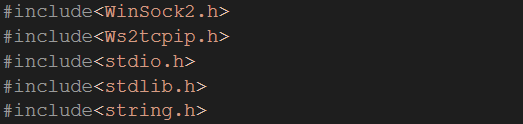 #include<WinSock2.h>
#include<Ws2tcpip.h>
#include<stdio.h>
#include<stdlib.h>
#include<string.h>